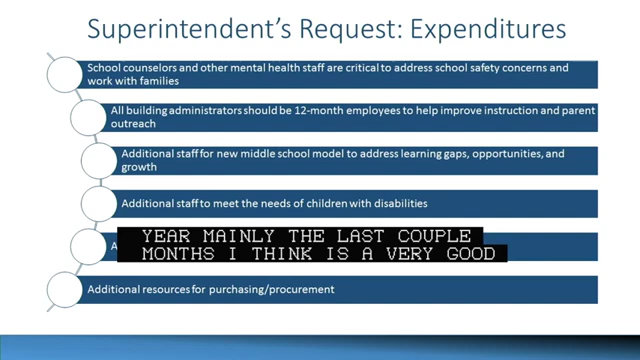 Superintendent's Request: Expenditures
School counselors and other mental health staff are critical to address school safety concerns and
work with families
All building administrators should be 12-month employees to help improve instruction and parent
outreach
Additional staff for new middle school model to address learning gaps, opportunities, and
growth
Additional staff to meet the needs of children with disabilities
YEAR MAINLY THE LAST COUPLE
MONTHS I THINK IS A VERY GOOD
Additional resources for purchasing/procurement